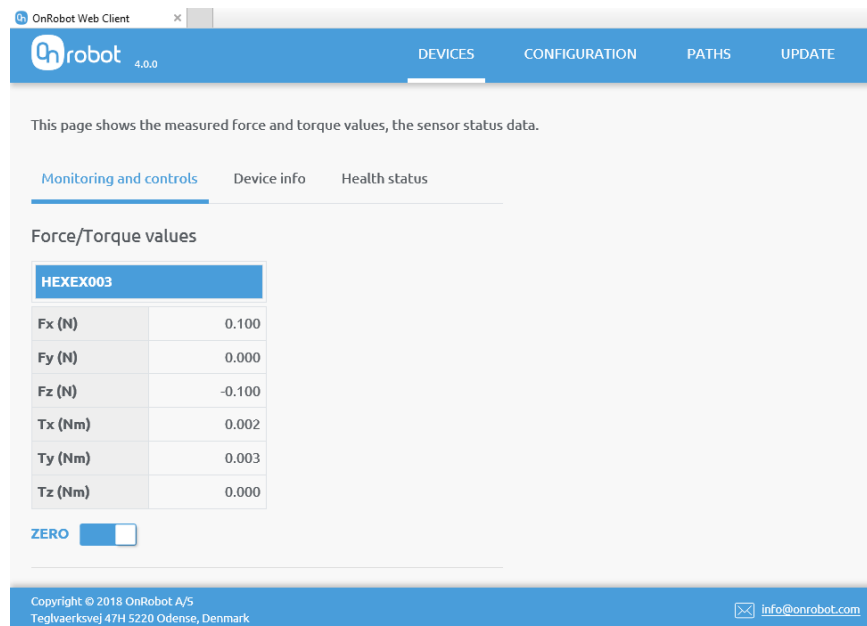 OnRobot Web Client
On robot 4.0.0
DEVICES CONFIGURATION PATHS UPDATE
This page shows the measured force and torque values, the sensor status data.
Monitoring and controls Device info Health status
Force/Torque values
HEXEX003
Fx (N) 0.100
Fy (N) 0.000
Fz (N) -0.100
Tx (Nm) 0.002
Ty (Nm) 0.003
Tz (Nm) 0.000
ZERO
Copyright © 2018 OnRobot A/S
Teglvaerksvej 47H 5220 Odense, Denmark
info@onrobot.com